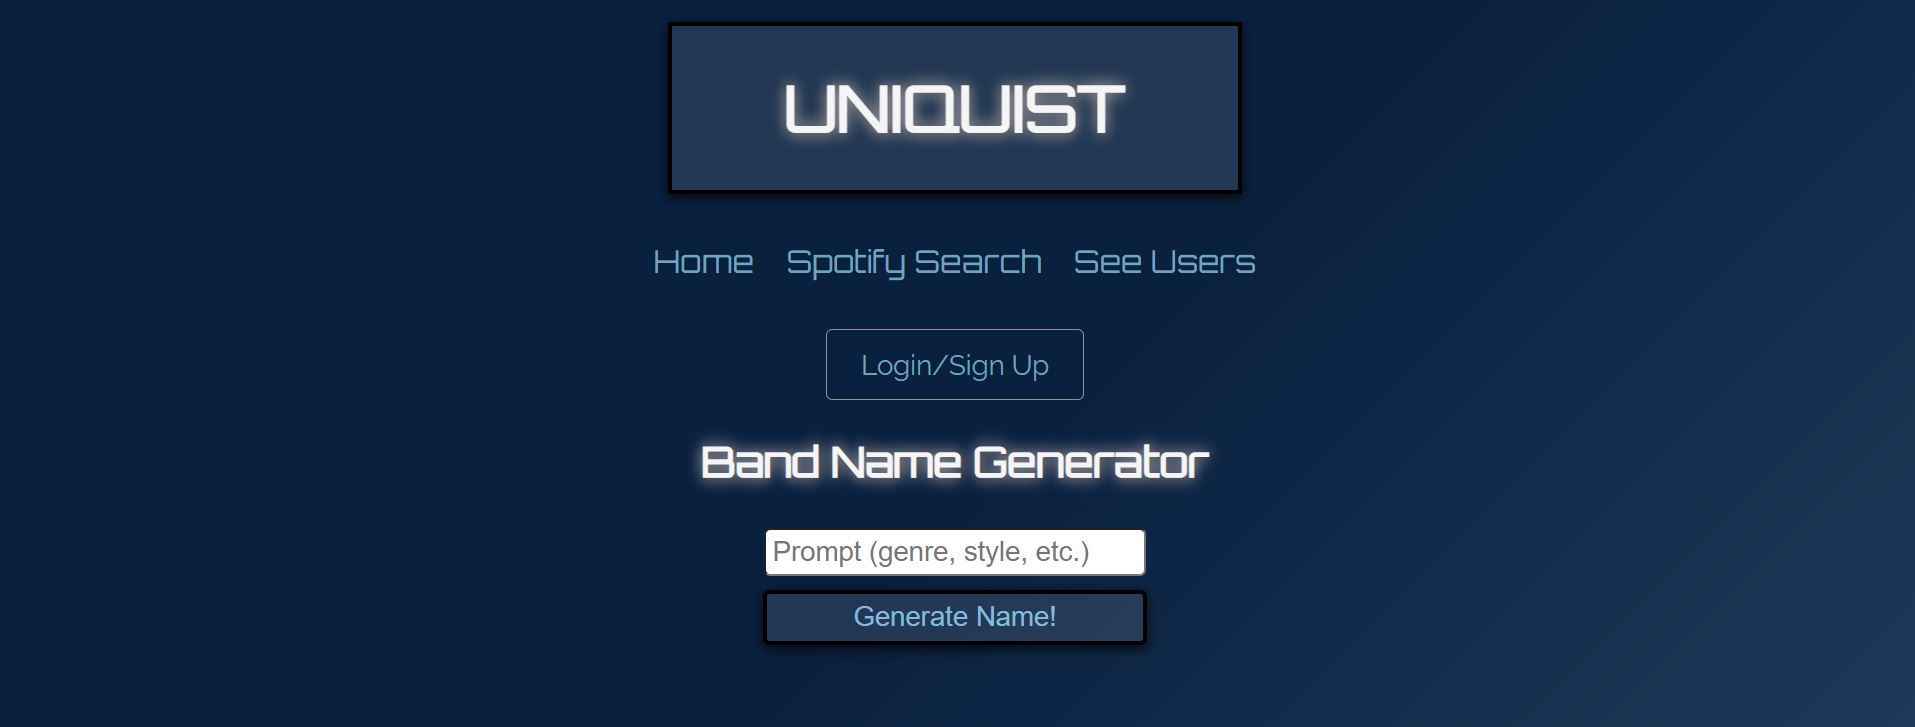 UNIQUIST
Home Spotify Search See Users
Login/Sign Up
Band Name Generator
Prompt (genre, style, etc.)
Generate Name!